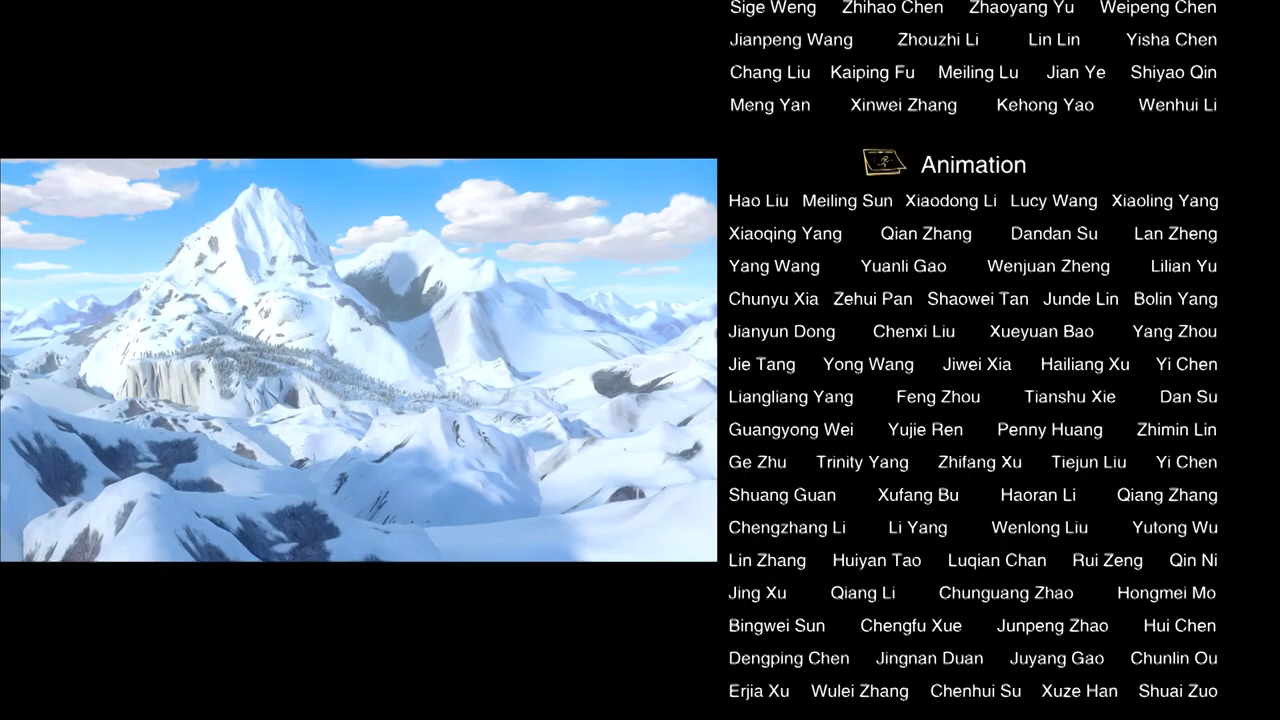 Sige Weng Zhihao Chen Zhaoyang Yu Weipeng Chen
Jianpeng Wang Zhouzhi Li Lin Lin Yisha Chen
Chang Liu Kaiping Fu Meiling Lu Jian Ye Shiyao Qin
Meng Yan Xinwei Zhang Kehong Yao Wenhui Li
Animation
Hao Liu Meiling Sun Xiaodong Li Lucy Wang Xiaoling Yang
Xiaoqing Yang Qian Zhang Dandan Su Lan Zheng
Yang Wang Yuanli Gao Wenjuan Zheng Lilian Yu
Chunyu Xia Zehui Pan Shaowei Tan Junde Lin Bolin Yang
Jianyun Dong Chenxi Liu Xueyuan Bao Yang Zhou
Jie Tang Yong Wang Jiwei Xia Hailiang Xu Yi Chen
Liangliang Yang Feng Zhou Tianshu Xie Dan Su
Guangyong Wei Yujie Ren Penny Huang Zhimin Lin
Ge Zhu Trinity Yang Zhifang Xu Tiejun Liu Yi Chen
Shuang Guan Xufang Bu Haoran Li Qiang Zhang
Chengzhang Li Li Yang Wenlong Liu Yutong Wu
Lin Zhang Huiyan Tao Luqian Chan Rui Zeng Qin Ni
Jing Xu Qiang Li Chunguang Zhao Hongmei Mo
Bingwei Sun Chengfu Xue Junpeng Zhao Hui Chen
Dengping Chen Jingnan Duan Juyang Gao Chunlin Ou
Erjia Xu Wulei Zhang Chenhui Su Xuze Han Shuai Zuo